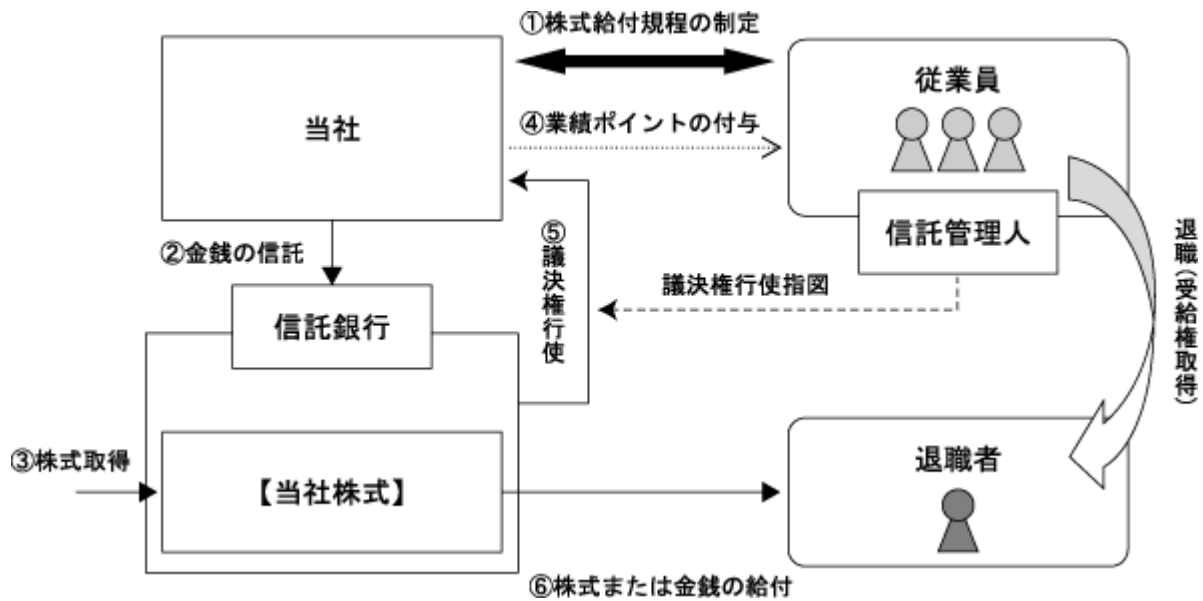 ①株式給付規程の制定
当社
従業員
④業績ポイントの付与
信託管理人
②金銭の信託
⑤議決権行使
議決権行使指図
退職(受給権取得)
信託銀行
③株式取得
【当社株式】
退職者
⑥株式または金銭の給付